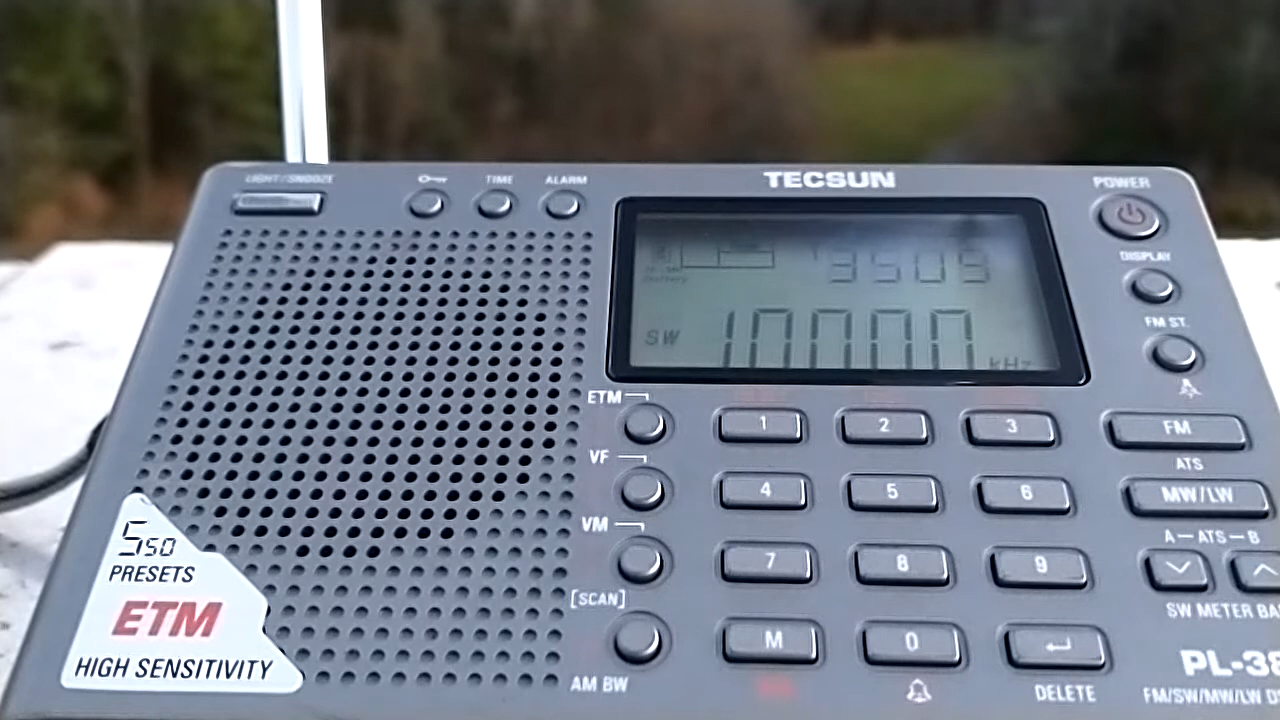 LIGHT/SNOOZE
TIME
ALARM
TECSUN
POWER
DISPLAY
3509
SW
10000
kHz
FM ST.
ETM
1
2
3
FM
VF
ATS
4
5
6
MW/LW
VM
A—ATS—B
7
8
9
[SCAN]
SW METER BA
M
0
AM BW
DELETE
PL-38
FM/SW/MW/LW DS
550
PRESETS
ETM
HIGH SENSITIVITY